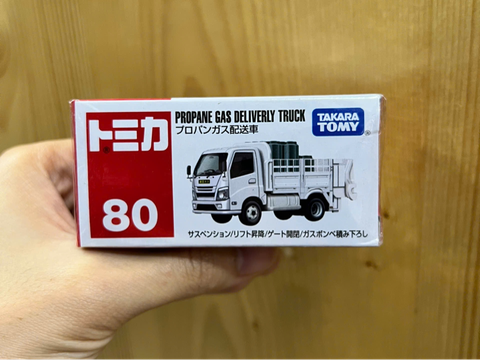 トミカ
80
PROPANE GAS DELIVERLY TRUCK
プロパンガス配送車
TAKARA
TOMY
サスペンション/リフト昇降/ゲート開閉/ガスボンベ積み下ろし